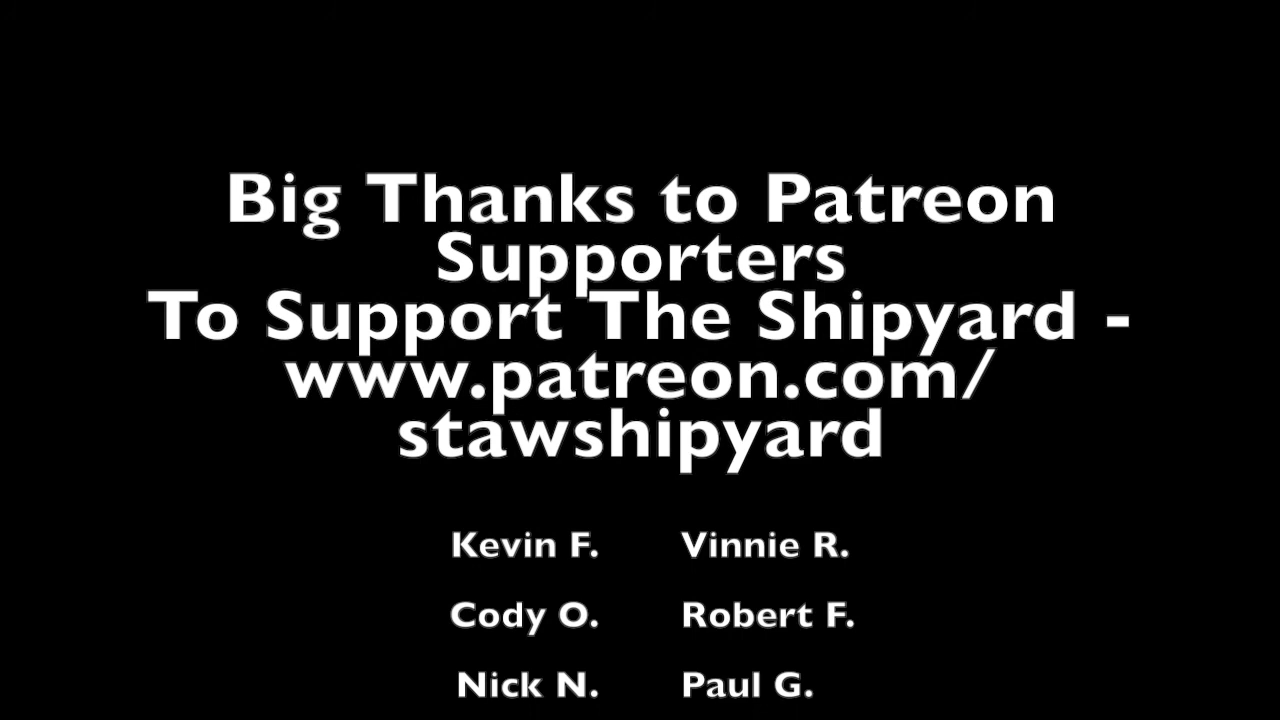 Big Thanks to Patreon
Supporters
To Support The Shipyard -
www.patreon.com/
stawshipyard
Kevin F. Vinnie R.
Cody O. Robert F.
Nick N. Paul G.